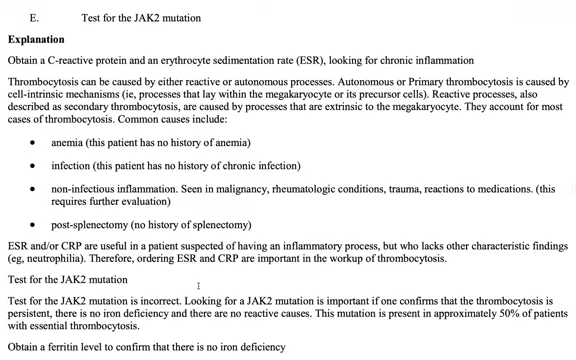 E. Test for the JAK2 mutation
Explanation
Obtain a C-reactive protein and an erythrocyte sedimentation rate (ESR), looking for chronic inflammation
Thrombocytosis can be caused by either reactive or autonomous processes. Autonomous or Primary thrombocytosis is caused by
cell-intrinsic mechanisms (ie, processes that lay within the megakaryocyte or its precursor cells). Reactive processes, also
described as secondary thrombocytosis, are caused by processes that are extrinsic to the megakaryocyte. They account for most
cases of thrombocytosis. Common causes include:
• anemia (this patient has no history of anemia)
• infection (this patient has no history of chronic infection)
• non-infectious inflammation. Seen in malignancy, rheumatologic conditions, trauma, reactions to medications. (this
requires further evaluation)
• post-splenectomy (no history of splenectomy)
ESR and/or CRP are useful in a patient suspected of having an inflammatory process, but who lacks other characteristic findings
(eg, neutrophilia). Therefore, ordering ESR and CRP are important in the workup of thrombocytosis.
Test for the JAK2 mutation
Test for the JAK2 mutation is incorrect. Looking for a JAK2 mutation is important if one confirms that the thrombocytosis is
persistent, there is no iron deficiency and there are no reactive causes. This mutation is present in approximately 50% of patients
with essential thrombocytosis.
Obtain a ferritin level to confirm that there is no iron deficiency